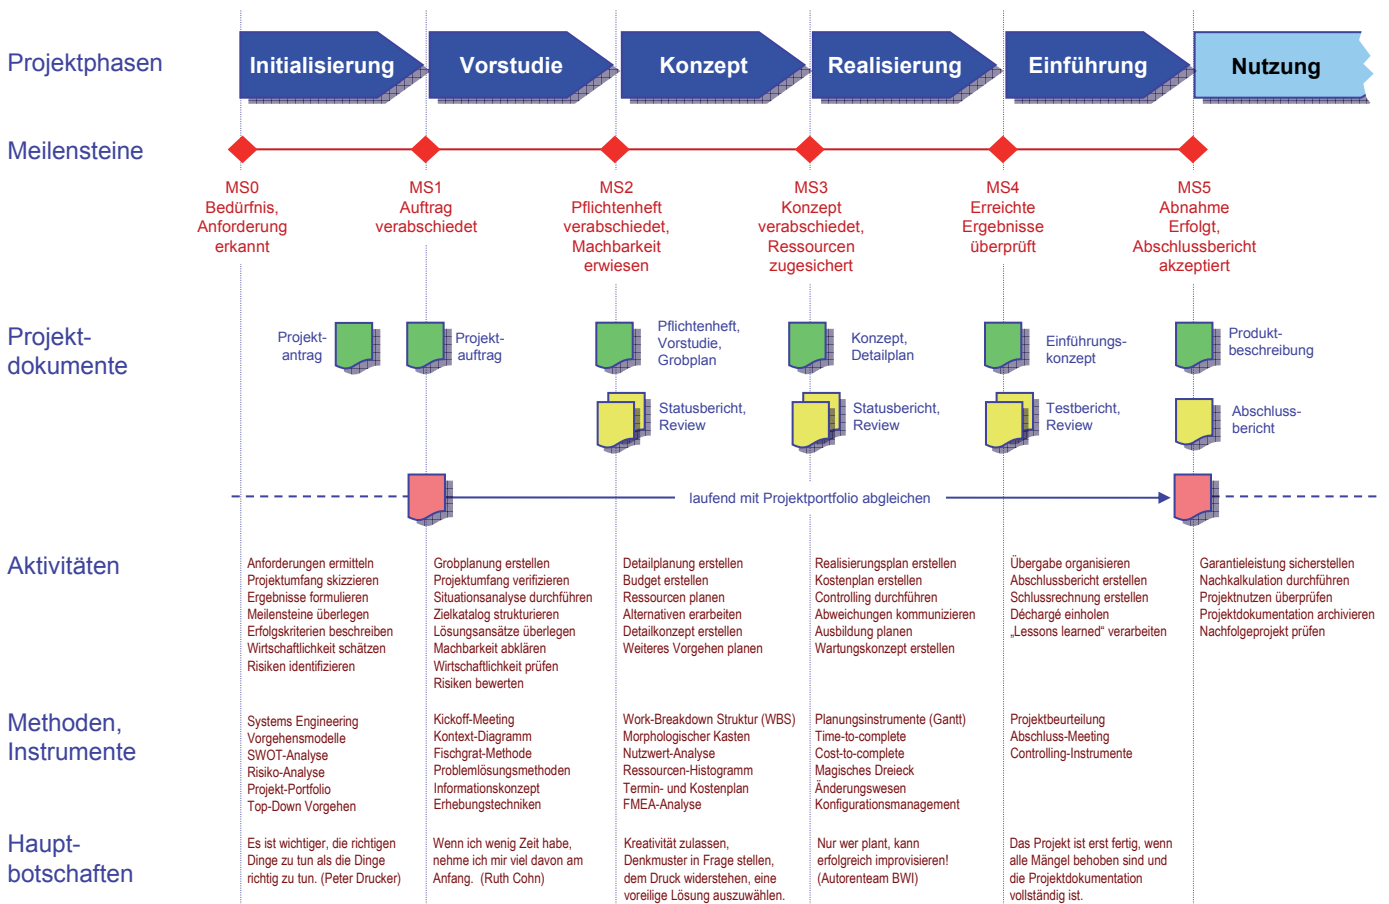 Projektphasen
Initialisierung
Vorstudie
Konzept
Realisierung
Einführung
Nutzung
Meilensteine
MS0
Bedürfnis,
Anforderung
erkannt
MS1
Auftrag
verabschiedet
MS2
Pflichtenheft
verabschiedet,
Machbarkeit
erwiesen
MS3
Konzept
verabschiedet,
Ressourcen
zugesichert
MS4
Erreichte
Ergebnisse
überprüft
MS5
Abnahme
Erfolgt,
Abschlussbericht
akzeptiert
Projekt-
dokumente
Projekt-
antrag
Projekt-
auftrag
Pflichtenheft,
Vorstudie,
Grobplan
Konzept,
Detailplan
Einführungs-
konzept
Produkt-
beschreibung
Statusbericht,
Review
Statusbericht,
Review
Testbericht,
Review
Abschluss-
bericht
laufend mit Projektportfolio abgleichen
Aktivitäten
Anforderungen ermitteln
Projektumfang skizzieren
Ergebnisse formulieren
Meilensteine überlegen
Erfolgskriterien beschreiben
Wirtschaftlichkeit schätzen
Risiken identifizieren
Grobplanung erstellen
Projektumfang verifizieren
Situationsanalyse durchführen
Zielkatalog strukturieren
Lösungsansätze überlegen
Machbarkeit abklären
Wirtschaftlichkeit prüfen
Risiken bewerten
Detailplanung erstellen
Budget erstellen
Ressourcen planen
Alternativen erarbeiten
Detailkonzept erstellen
Weiteres Vorgehen planen
Realisierungsplan erstellen
Kostenplan erstellen
Controlling durchführen
Abweichungen kommunizieren
Ausbildung planen
Wartungskonzept erstellen
Übergabe organisieren
Abschlussbericht erstellen
Schlussrechnung erstellen
Déchargé einholen
„Lessons learned“ verarbeiten
Garantieleistung sicherstellen
Nachkalkulation durchführen
Projektnutzen überprüfen
Projektdokumentation archivieren
Nachfolgeprojekt prüfen
Methoden,
Instrumente
Systems Engineering
Vorgehensmodelle
SWOT-Analyse
Risiko-Analyse
Projekt-Portfolio
Top-Down Vorgehen
Kickoff-Meeting
Kontext-Diagramm
Fischgrat-Methode
Problemlösungsmethoden
Informationskonzept
Erhebungstechniken
Work-Breakdown Struktur (WBS)
Morphologischer Kasten
Nutzwert-Analyse
Ressourcen-Histogramm
Termin- und Kostenplan
FMEA-Analyse
Planungsinstrumente (Gantt)
Time-to-complete
Cost-to-complete
Magisches Dreieck
Änderungswesen
Konfigurationsmanagement
Projektbeurteilung
Abschluss-Meeting
Controlling-Instrumente
Haupt-
botschaften
Es ist wichtiger, die richtigen
Dinge zu tun als die Dinge
richtig zu tun. (Peter Drucker)
Wenn ich wenig Zeit habe,
nehme ich mir viel davon am
Anfang. (Ruth Cohn)
Kreativität zulassen,
Denkmuster in Frage stellen,
dem Druck widerstehen, eine
voreilige Lösung auszuwählen.
Nur wer plant, kann
erfolgreich improvisieren!
(Autorenteam BWI)
Das Projekt ist erst fertig, wenn
alle Mängel behoben sind und
die Projektdokumentation
vollständig ist.